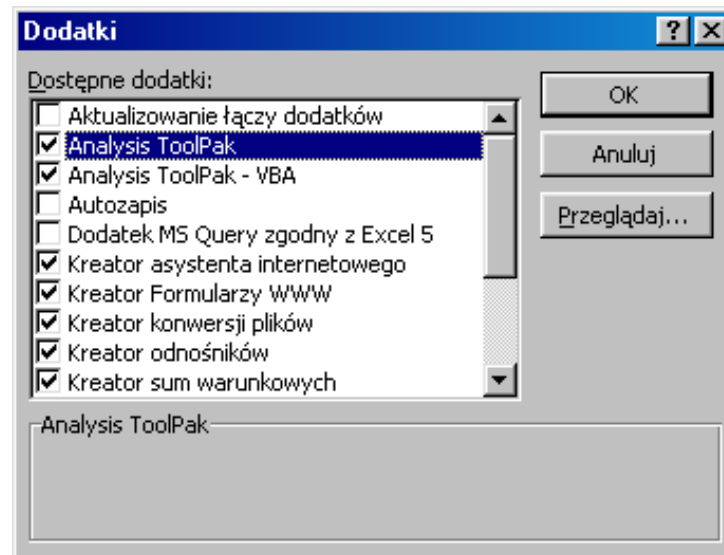 Dodatki
Dostępne dodatki:
Aktualizowanie łączy dodatków
Analysis ToolPak
Analysis ToolPak - VBA
Autozapis
Dodatek MS Query zgodny z Excel 5
Kreator asystenta internetowego
Kreator Formularzy WWW
Kreator konwersji plików
Kreator odnośników
Kreator sum warunkowych
OK
Anuluj
Przeglądaj...
Analysis ToolPak